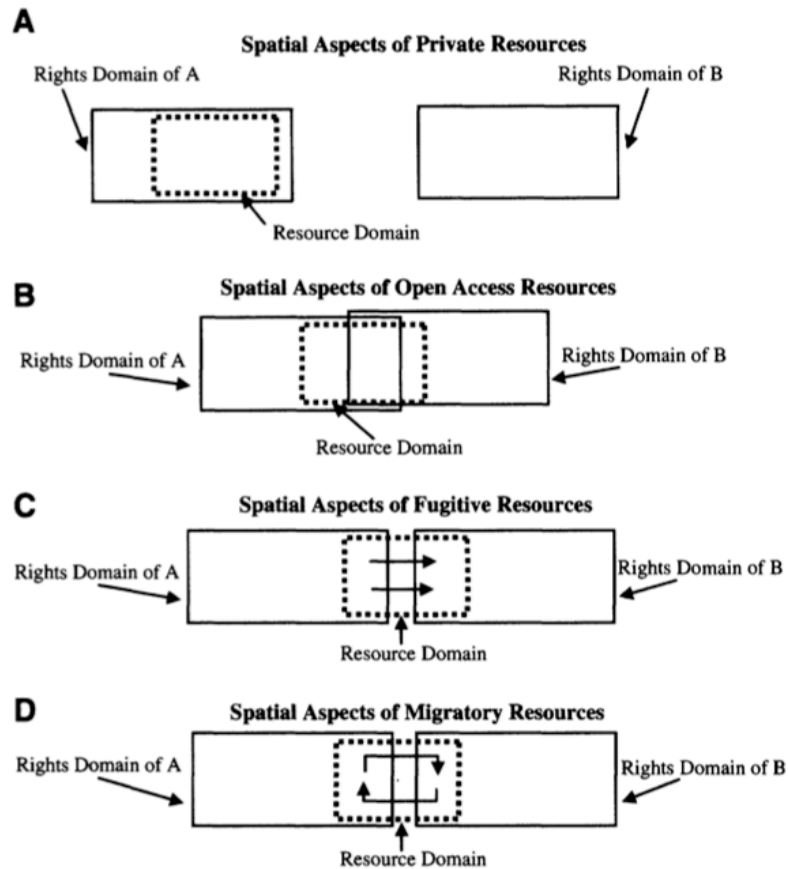 A
Spatial Aspects of Private Resources
Rights Domain of A
Rights Domain of B
Resource Domain
B
Spatial Aspects of Open Access Resources
Rights Domain of A
Rights Domain of B
Resource Domain
C
Spatial Aspects of Fugitive Resources
Rights Domain of A
Rights Domain of B
Resource Domain
D
Spatial Aspects of Migratory Resources
Rights Domain of A
Rights Domain of B
Resource Domain